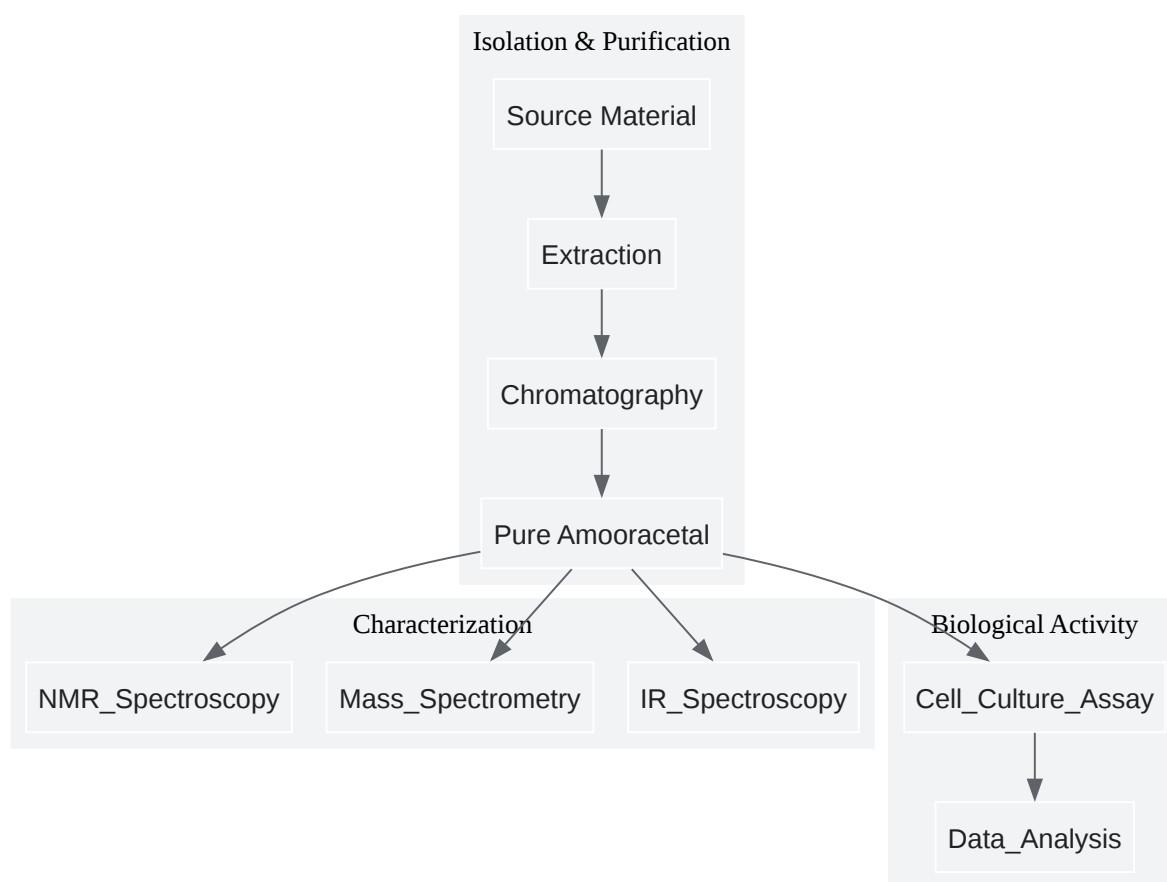 Isolation & Purification
Source Material
Extraction
Chromatography
Pure Amooracetal
Characterization
Biological Activity
NMR_Spectroscopy
Mass_Spectrometry
IR_Spectroscopy
Cell_Culture_Assay
Data_Analysis